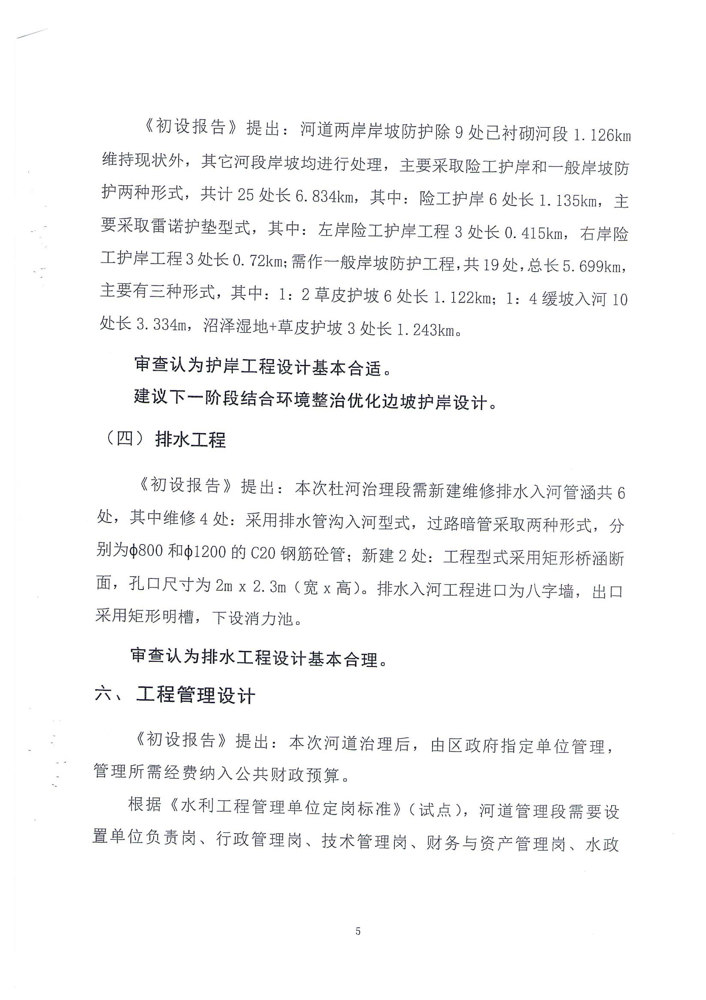 《初设报告》提出：河道两岸岸坡防护除 9 处已衬砌河段 1.126km
维持现状外，其它河段岸坡均进行处理，主要采取险工护岸和一般岸坡防
护两种形式，共计 25 处长 6.834km，其中：险工护岸 6 处长 1.135km，主
要采取雷诺护垫型式，其中：左岸险工护岸工程 3 处长 0.415km，右岸险
工护岸工程 3 处长 0.72km；需作一般岸坡防护工程，共 19 处，总长 5.699km，
主要有三种形式，其中：1：2 草皮护坡 6 处长 1.122km；1：4 缓坡入河 10
处长 3.334m，沼泽湿地+草皮护坡 3 处长 1.243km。
审查认为护岸工程设计基本合适。
建议下一阶段结合环境整治优化边坡护岸设计。
（四）排水工程
《初设报告》提出：本次杜河治理段需新建维修排水入河管涵共 6
处，其中维修 4 处：采用排水管沟入河型式，过路暗管采取两种形式，分
别为ф800 和ф1200 的 C20 钢筋砼管；新建 2 处：工程型式采用矩形桥涵断
面，孔口尺寸为 2m x 2.3m（宽 x 高）。排水入河工程进口为八字墙，出口
采用矩形明槽，下设消力池。
审查认为排水工程设计基本合理。
六、工程管理设计
《初设报告》提出：本次河道治理后，由区政府指定单位管理，
管理所需经费纳入公共财政预算。
根据《水利工程管理单位定岗标准》（试点），河道管理段需要设
置单位负责岗、行政管理岗、技术管理岗、财务与资产管理岗、水政
5